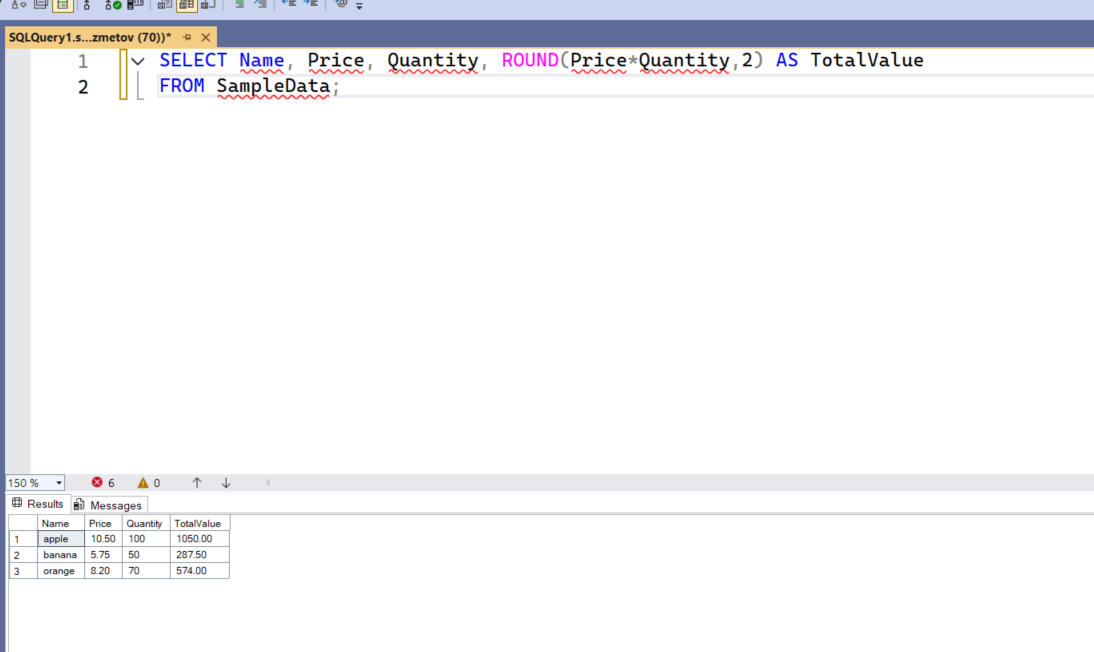 SQLQuery1.s...zmetov (70))*
1 SELECT Name, Price, Quantity, ROUND(Price*Quantity,2) AS TotalValue
2 FROM SampleData;
150 % 6 0
Results Messages
Name Price Quantity TotalValue
1 apple 10.50 100 1050.00
2 banana 5.75 50 287.50
3 orange 8.20 70 574.00